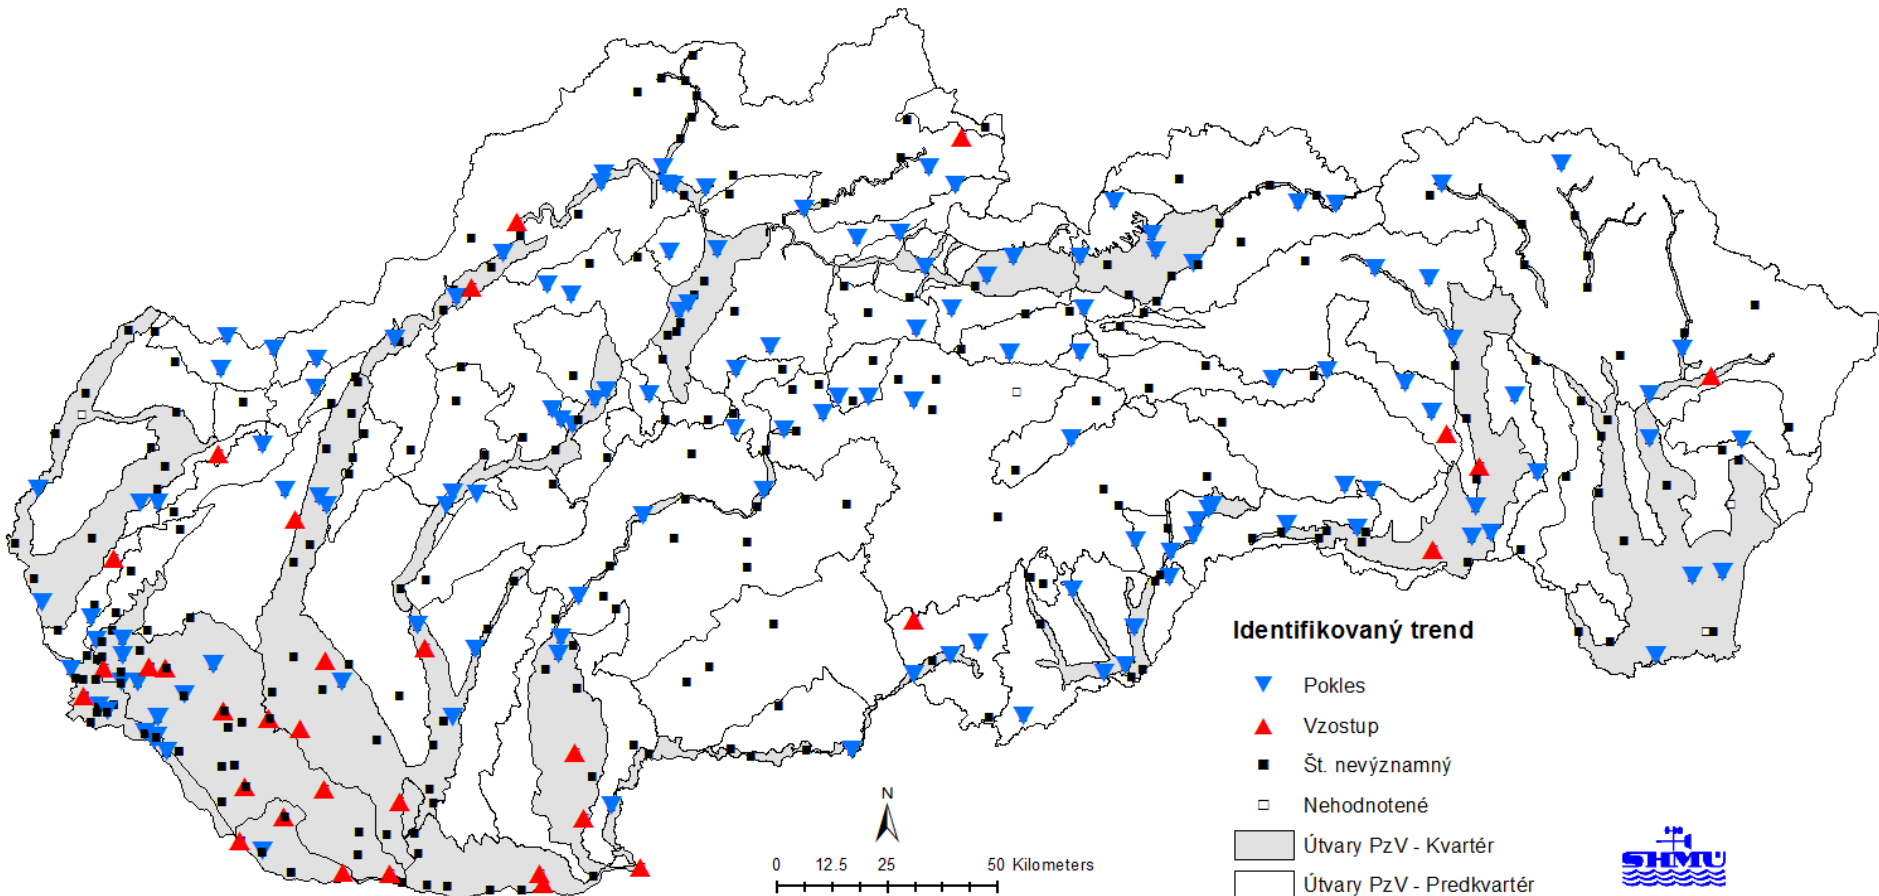 Identifikovaný trend
Pokles
Vzostup
Št. nevýznamný
Nehodnotené
Útvary PzV - Kvartér
Útvary PzV - Predkvartér
N
0 12.5 25 50 Kilometers
SHMÚ